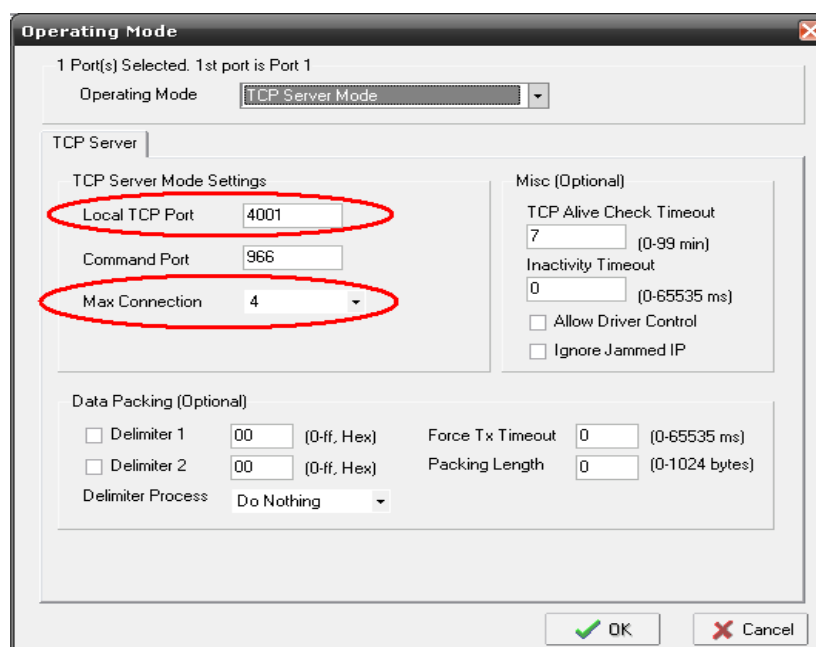 Operating Mode
1 Port(s) Selected. 1st port is Port 1
Operating Mode TCP Server Mode
TCP Server
TCP Server Mode Settings
Local TCP Port 4001
Command Port 966
Max Connection 4
Misc (Optional)
TCP Alive Check Timeout
7 (0-99 min)
Inactivity Timeout
0 (0-65535 ms)
Allow Driver Control
Ignore Jammed IP
Data Packing (Optional)
Delimiter 1 00 (0-ff, Hex)
Delimiter 2 00 (0-ff, Hex)
Delimiter Process Do Nothing
Force Tx Timeout 0 (0-65535 ms)
Packing Length 0 (0-1024 bytes)
OK Cancel